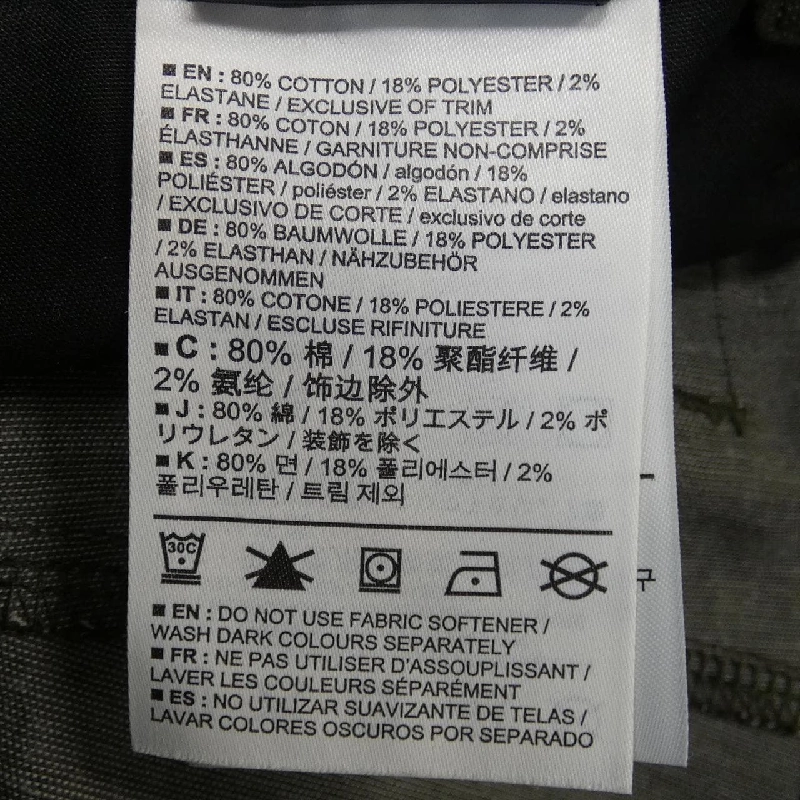 ■ EN : 80% COTTON / 18% POLYESTER / 2%
ELASTANE / EXCLUSIVE OF TRIM
■ FR : 80% COTON / 18% POLYESTER / 2%
ÉLASTHANNE / GARNITURE NON-COMPRISE
■ ES : 80% ALGODÓN / algodón / 18%
POLIÉSTER / poliéster / 2% ELASTANO / elastano
/ EXCLUSIVO DE CORTE / exclusivo de corte
■ DE : 80% BAUMWOLLE / 18% POLYESTER
/ 2% ELASTHAN / NÄHZUBEHÖR
AUSGENOMMEN
■ IT : 80% COTONE / 18% POLIESTERE / 2%
ELASTAN / ESCLUSE RIFINITURE
■ C : 80% 棉 / 18% 聚酯纤维 /
2% 氨纶 / 饰边除外
■ J : 80% 綿 / 18% ポリエステル / 2% ポ
リウレタン / 装飾を除く
■ K : 80% 면 / 18% 폴리에스터 / 2%
폴리우레탄 / 트림 제외
30C
구
■ EN : DO NOT USE FABRIC SOFTENER /
WASH DARK COLOURS SEPARATELY
■ FR : NE PAS UTILISER D'ASSOUPLISSANT /
LAVER LES COULEURS SÉPARÉMENT
■ ES : NO UTILIZAR SUAVIZANTE DE TELAS /
LAVAR COLORES OSCUROS POR SEPARADO